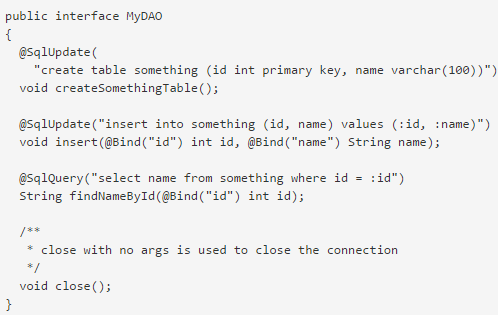 public interface MyDAO
{
  @SqlUpdate(
    "create table something (id int primary key, name varchar(100))")
  void createSomethingTable();

  @SqlUpdate("insert into something (id, name) values (:id, :name)")
  void insert(@Bind("id") int id, @Bind("name") String name);

  @SqlQuery("select name from something where id = :id")
  String findNameById(@Bind("id") int id);

  /**
   * close with no args is used to close the connection
   */
  void close();
}